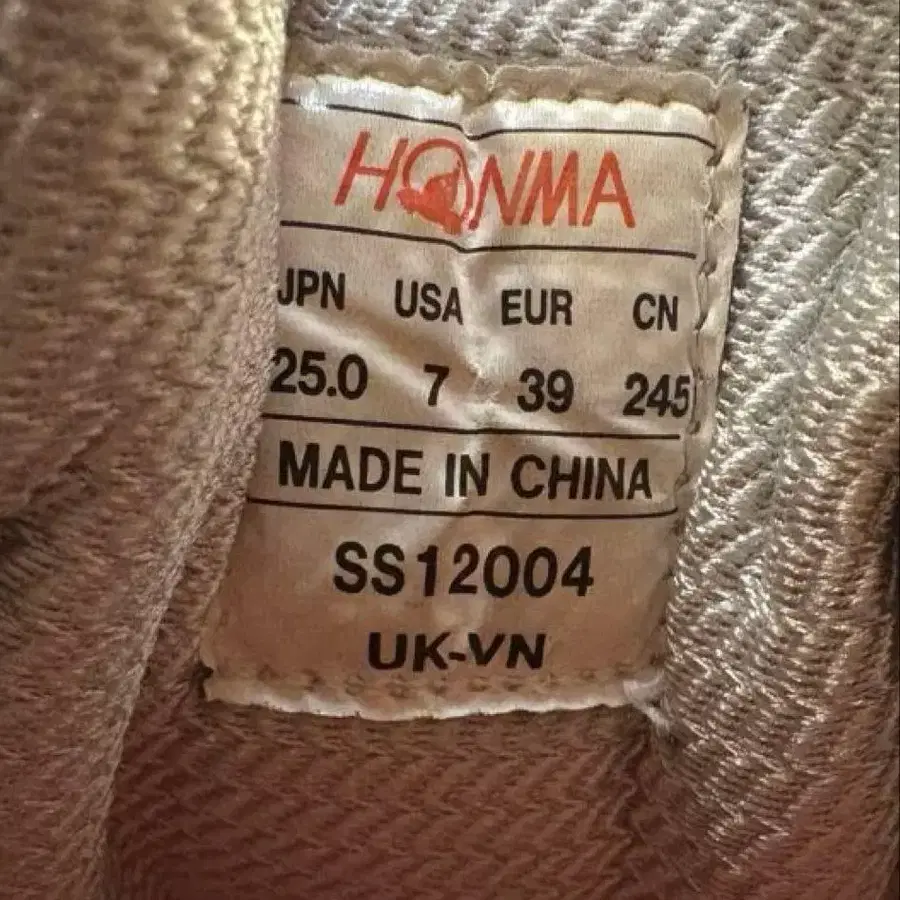 HONMA
JPN USA EUR CN
25.0 7 39 245
MADE IN CHINA
SS12004
UK-VN